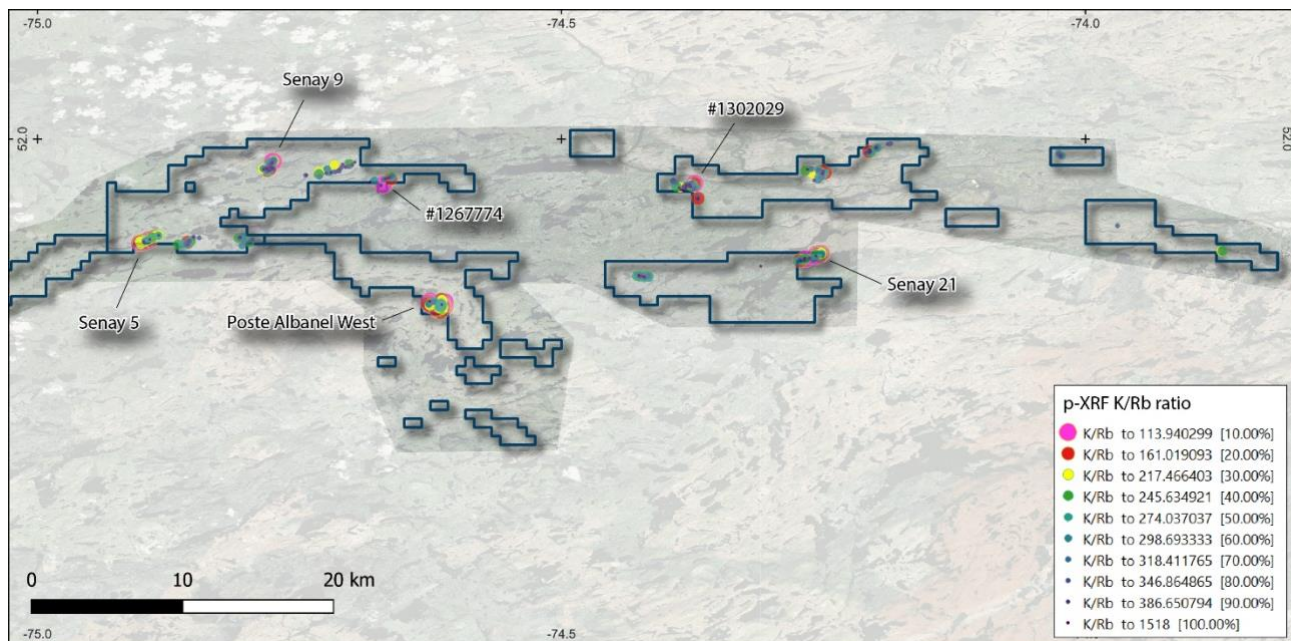 -75.0
-74.5
-74.0
Senay 9
#1302029
52.0
52.0
#1267774
Senay 5
Poste Albanel West
Senay 21
p-XRF K/Rb ratio
K/Rb to 113.940299 [10.00%]
K/Rb to 161.019093 [20.00%]
K/Rb to 217.466403 [30.00%]
K/Rb to 245.634921 [40.00%]
K/Rb to 274.037037 [50.00%]
K/Rb to 298.693333 [60.00%]
K/Rb to 318.411765 [70.00%]
K/Rb to 346.864865 [80.00%]
K/Rb to 386.650794 [90.00%]
K/Rb to 1518 [100.00%]
0 10 20 km
-75.0
-74.5